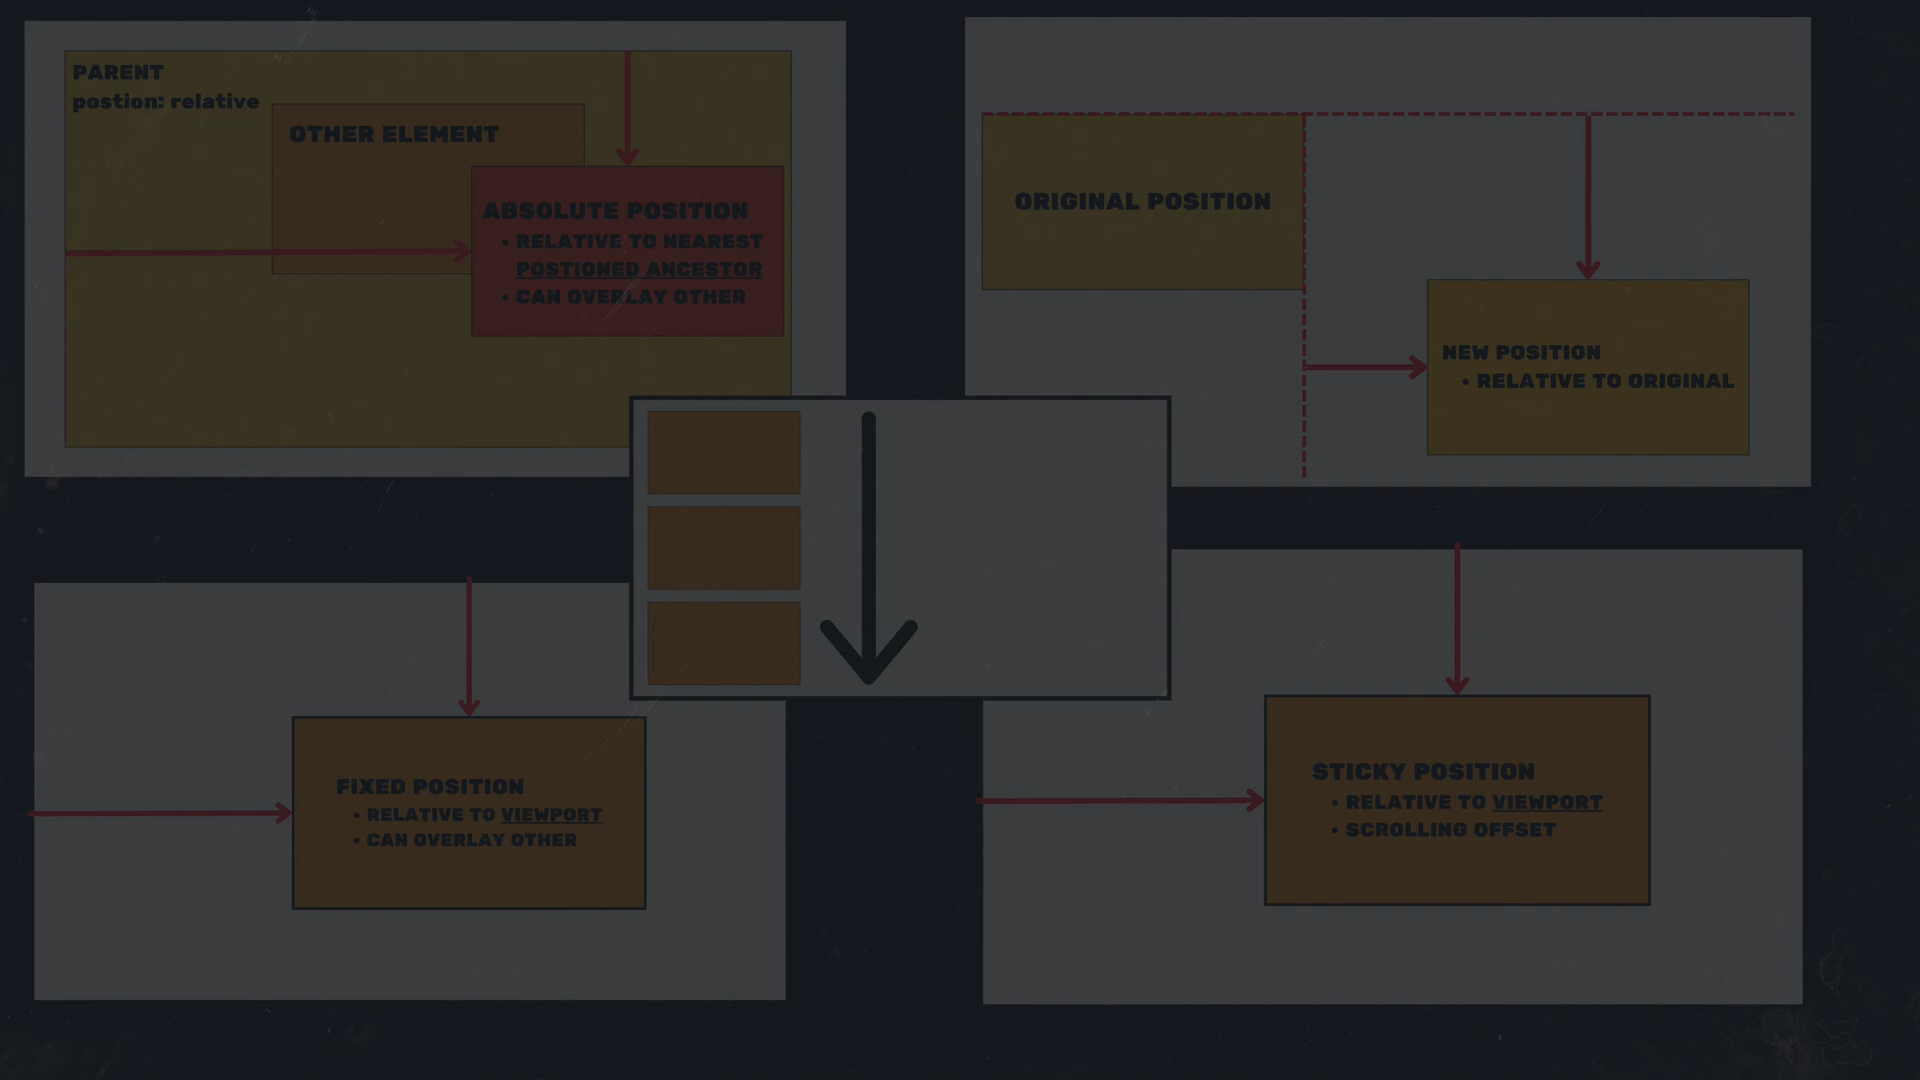 PARENT
postion: relative
OTHER ELEMENT
ABSOLUTE POSITION
• RELATIVE TO NEAREST
POSTIONED ANCESTOR
• CAN OVERLAY OTHER
ORIGINAL POSITION
NEW POSITION
• RELATIVE TO ORIGINAL
FIXED POSITION
• RELATIVE TO VIEWPORT
• CAN OVERLAY OTHER
STICKY POSITION
• RELATIVE TO VIEWPORT
• SCROLLING OFFSET